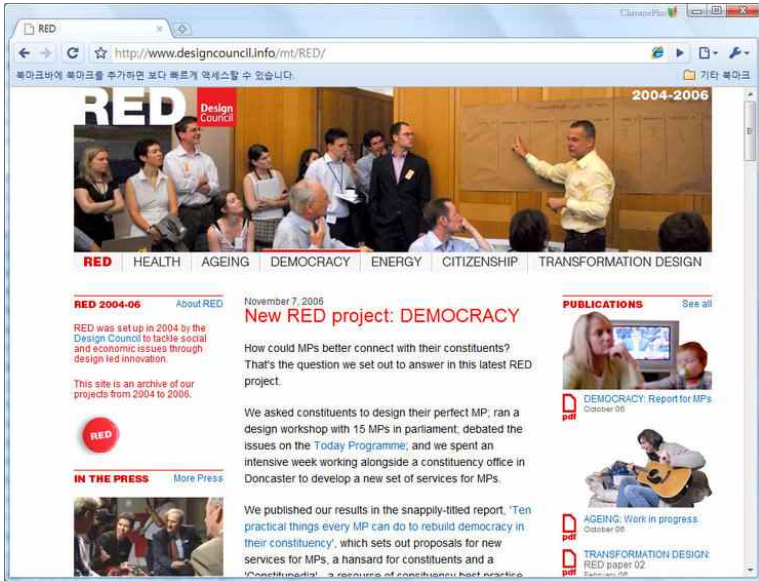 ChromePlus
RED
http://www.designcouncil.info/mt/RED/
북마크바에 북마크를 추가하면 보다 빠르게 액세스할 수 있습니다.
기타 북마크
RED
Design
Council
2004-2006
RED
HEALTH
AGEING
DEMOCRACY
ENERGY
CITIZENSHIP
TRANSFORMATION DESIGN
RED 2004-06
About RED
RED was set up in 2004 by the
Design Council to tackle social
and economic issues through
design led innovation.
This site is an archive of our
projects from 2004 to 2006.
RED
IN THE PRESS
More Press
November 7, 2006
New RED project: DEMOCRACY
How could MPs better connect with their constituents?
That's the question we set out to answer in this latest RED
project.
We asked constituents to design their perfect MP; ran a
design workshop with 15 MPs in parliament; debated the
issues on the Today Programme; and we spent an
intensive week working alongside a constituency office in
Doncaster to develop a new set of services for MPs.
We published our results in the snappily-titled report, 'Ten
practical things every MP can do to rebuild democracy in
their constituency', which sets out proposals for new
services for MPs, a hansard for constituents and a
'Constitupedia', a resource of constituency best practice
PUBLICATIONS
See all
pdf
DEMOCRACY: Report for MPs
October 06
pdf
AGEING: Work in progress
October 06
pdf
TRANSFORMATION DESIGN:
RED paper 02
February 06